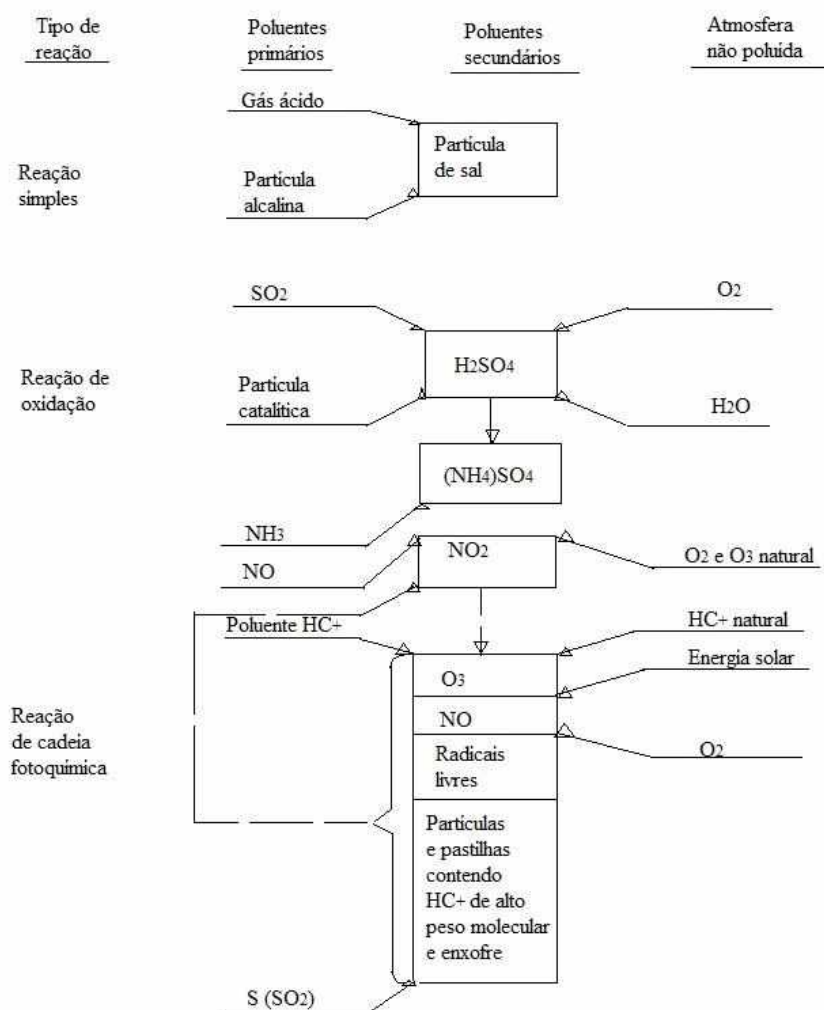 Tipo de
reação
Poluentes
primários
Poluentes
secundários
Atmosfera
não poluída
Reação
simples
Gás ácido
Partícula
alcalina
Partícula
de sal
Reação de
oxidação
SO2
Partícula
catalítica
H2SO4
O2
H2O
(NH4)SO4
NH3
NO
NO2
O2 e O3 natural
Reação
de cadeia
fotoquimica
Poluente HC+
HC+ natural
Energia solar
O2
O3
NO
Radicais
livres
Partículas
e pastilhas
contendo
HC+ de alto
peso molecular
e enxofre
S (SO2)